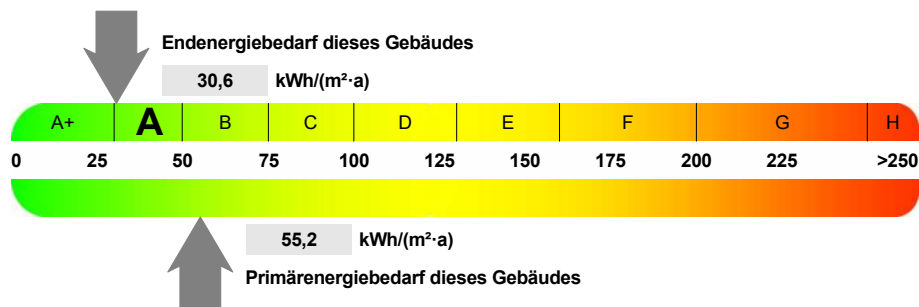 Endenergiebedarf dieses Gebäudes
30,6 kWh/(m²·a)
A+ A B C D E F G H
0 25 50 75 100 125 150 175 200 225 >250
55,2 kWh/(m²·a)
Primärenergiebedarf dieses Gebäudes